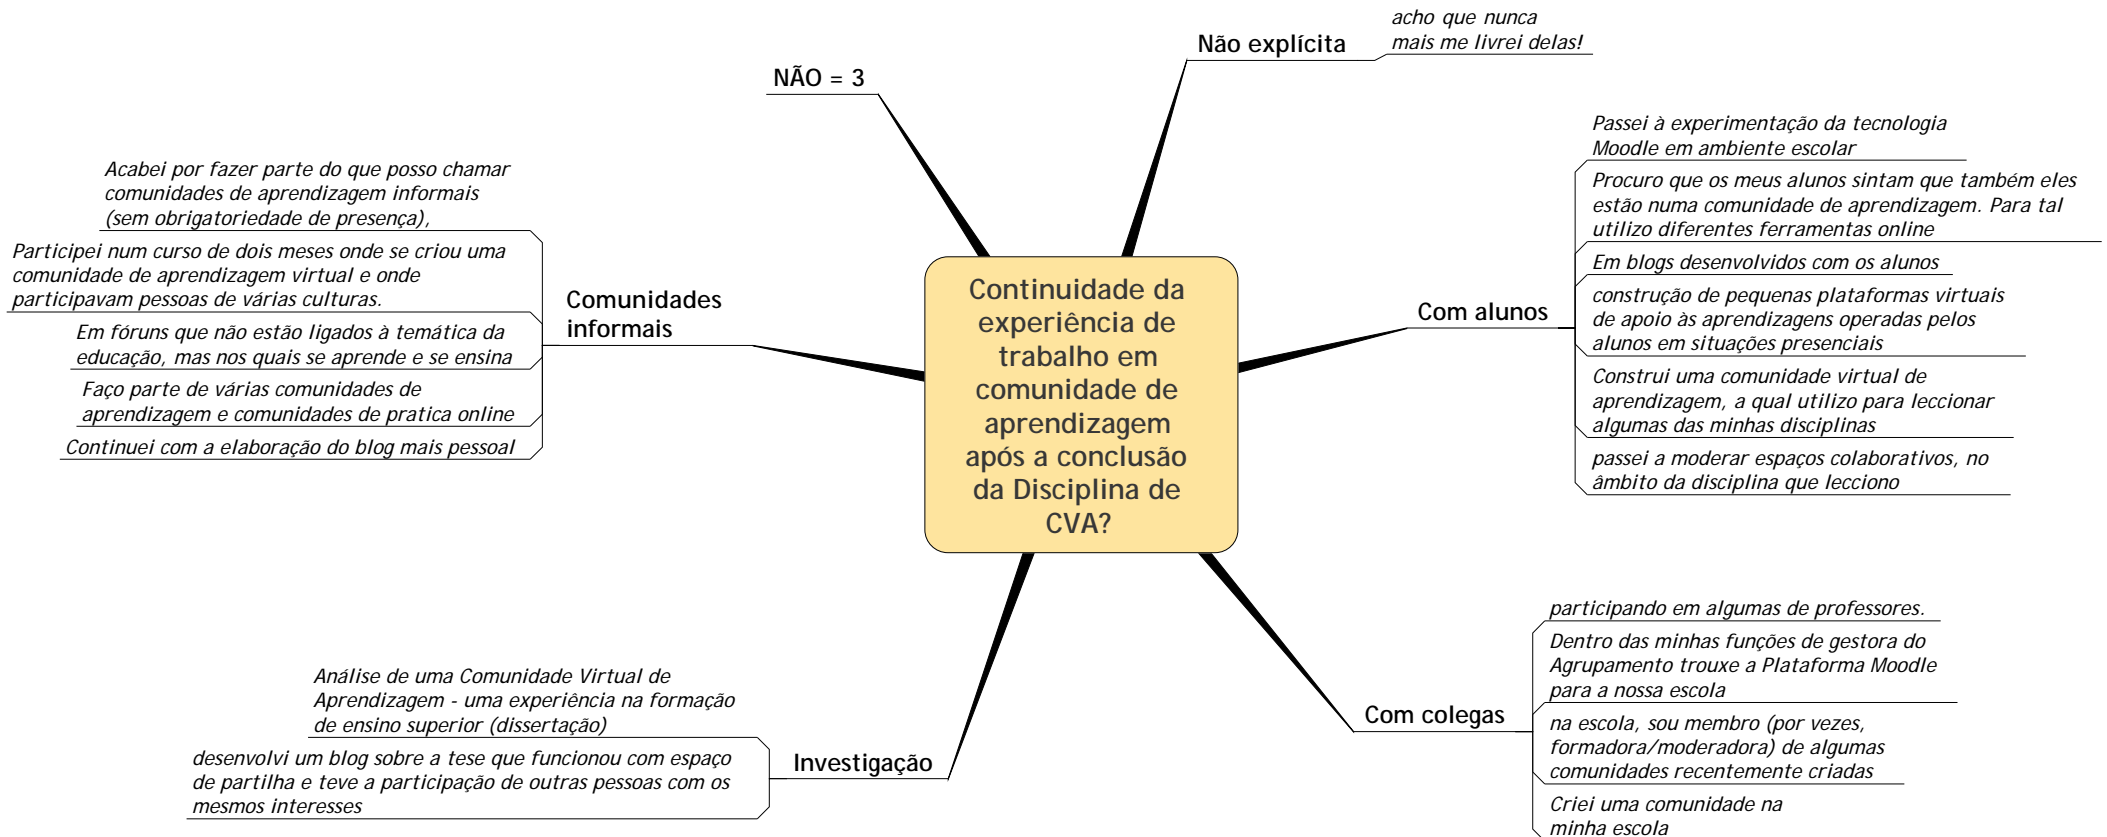 Continuidade da
experiência de
trabalho em
comunidade de
aprendizagem
após a conclusão
da Disciplina de
CVA?
Não explícita
acho que nunca
mais me livrei delas!
Com alunos
Passei à experimentação da tecnologia
Moodle em ambiente escolar
Procuro que os meus alunos sintam que também eles
estão numa comunidade de aprendizagem. Para tal
utilizo diferentes ferramentas online
Em blogs desenvolvidos com os alunos
construção de pequenas plataformas virtuais
de apoio às aprendizagens operadas pelos
alunos em situações presenciais
Construi uma comunidade virtual de
aprendizagem, a qual utilizo para leccionar
algumas das minhas disciplinas
passei a moderar espaços colaborativos, no
âmbito da disciplina que lecciono
Com colegas
participando em algumas de professores.
Dentro das minhas funções de gestora do
Agrupamento trouxe a Plataforma Moodle
para a nossa escola
na escola, sou membro (por vezes,
formadora/moderadora) de algumas
comunidades recentemente criadas
Criei uma comunidade na
minha escola
Investigação
Análise de uma Comunidade Virtual de
Aprendizagem - uma experiência na formação
de ensino superior (dissertação)
desenvolvi um blog sobre a tese que funcionou com espaço
de partilha e teve a participação de outras pessoas com os
mesmos interesses
Comunidades
informais
Acabei por fazer parte do que posso chamar
comunidades de aprendizagem informais
(sem obrigatoriedade de presença),
Participei num curso de dois meses onde se criou uma
comunidade de aprendizagem virtual e onde
participavam pessoas de várias culturas.
Em fóruns que não estão ligados à temática da
educação, mas nos quais se aprende e se ensina
Faço parte de várias comunidades de
aprendizagem e comunidades de pratica online
Continuei com a elaboração do blog mais pessoal
NÃO = 3